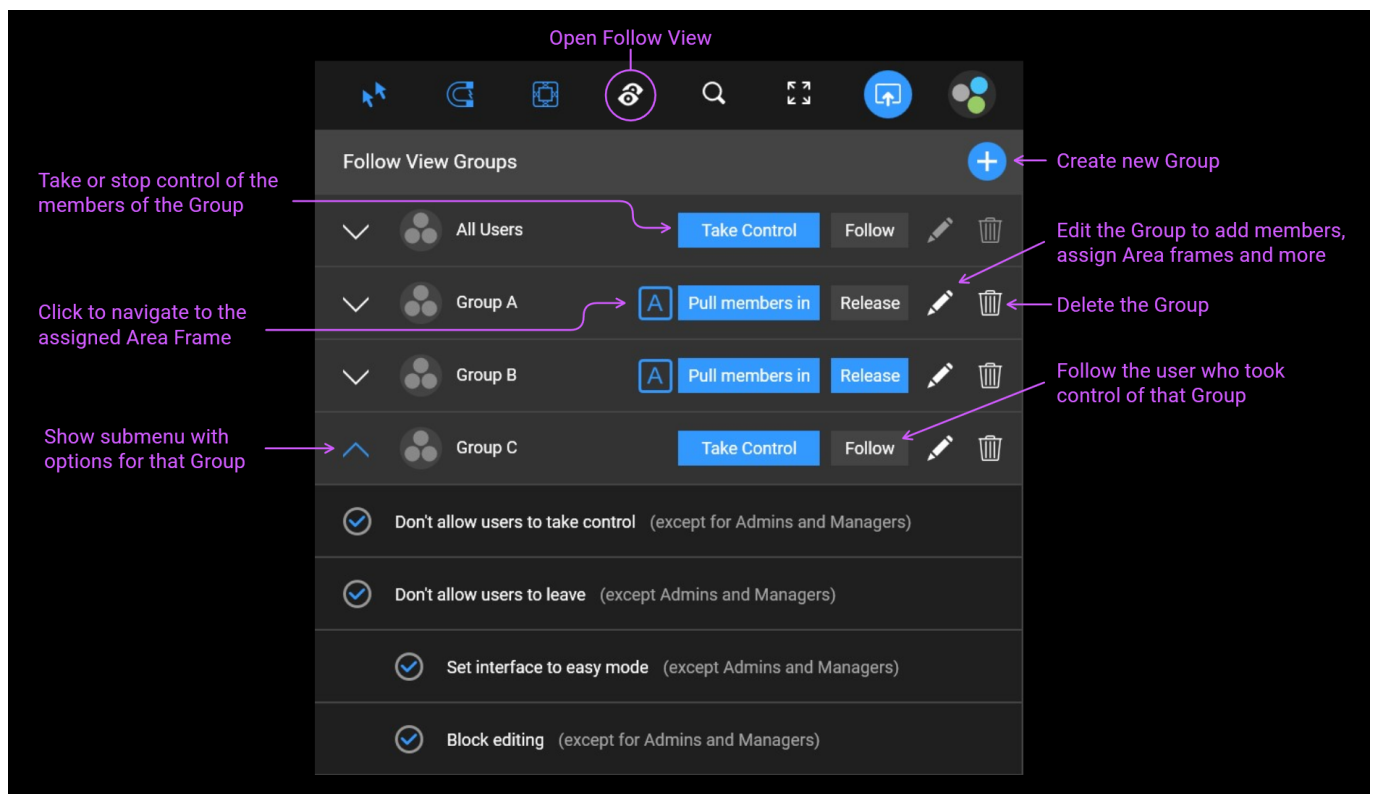 Open Follow View
Follow View Groups
Create new Group
Take or stop control of the
members of the Group
All Users
Take Control
Follow
Edit the Group to add members,
assign Area frames and more
Click to navigate to the
assigned Area Frame
Group A
A
Pull members in
Release
Delete the Group
Group B
A
Pull members in
Release
Follow the user who took
control of that Group
Show submenu with
options for that Group
Group C
Take Control
Follow
Don't allow users to take control (except for Admins and Managers)
Don't allow users to leave (except Admins and Managers)
Set interface to easy mode (except Admins and Managers)
Block editing (except for Admins and Managers)